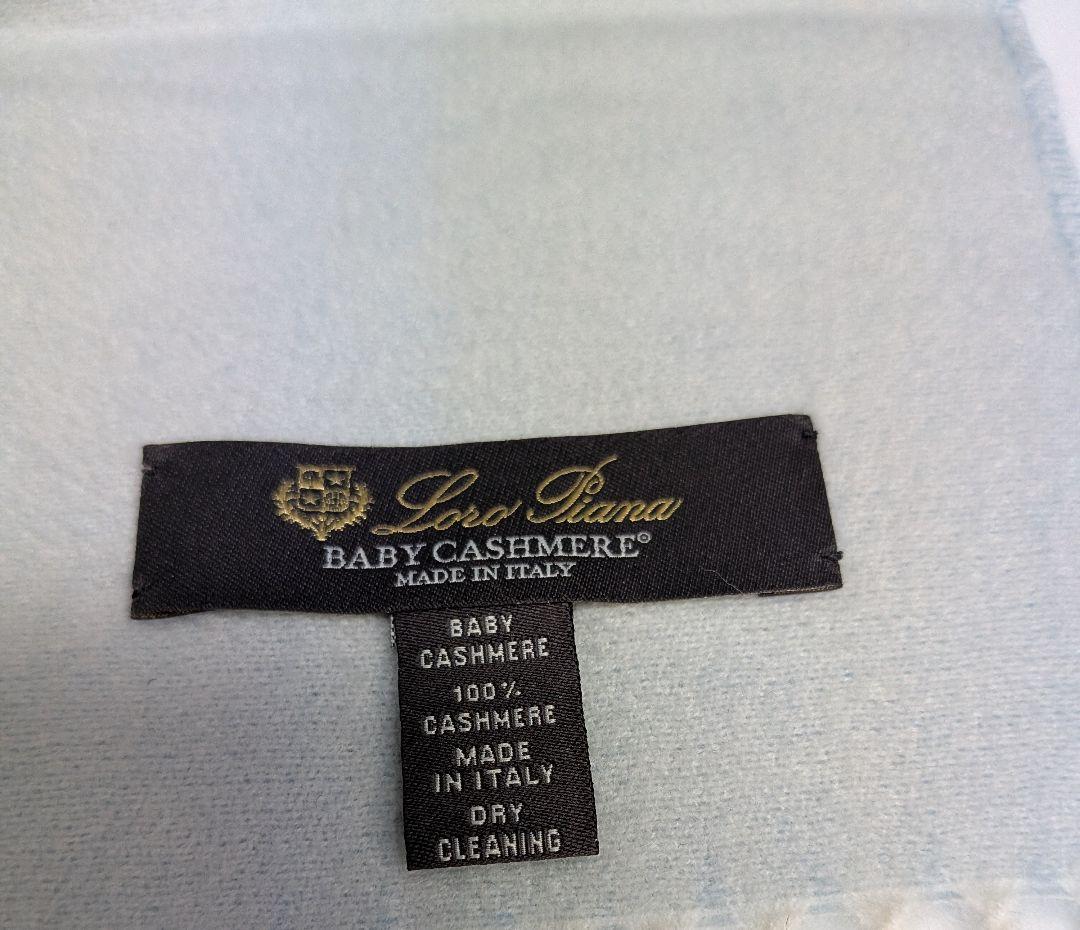 Loro Piana
BABY CASHMERE®
MADE IN ITALY
BABY
CASHMERE
100%
CASHMERE
MADE
IN ITALY
DRY
CLEANING